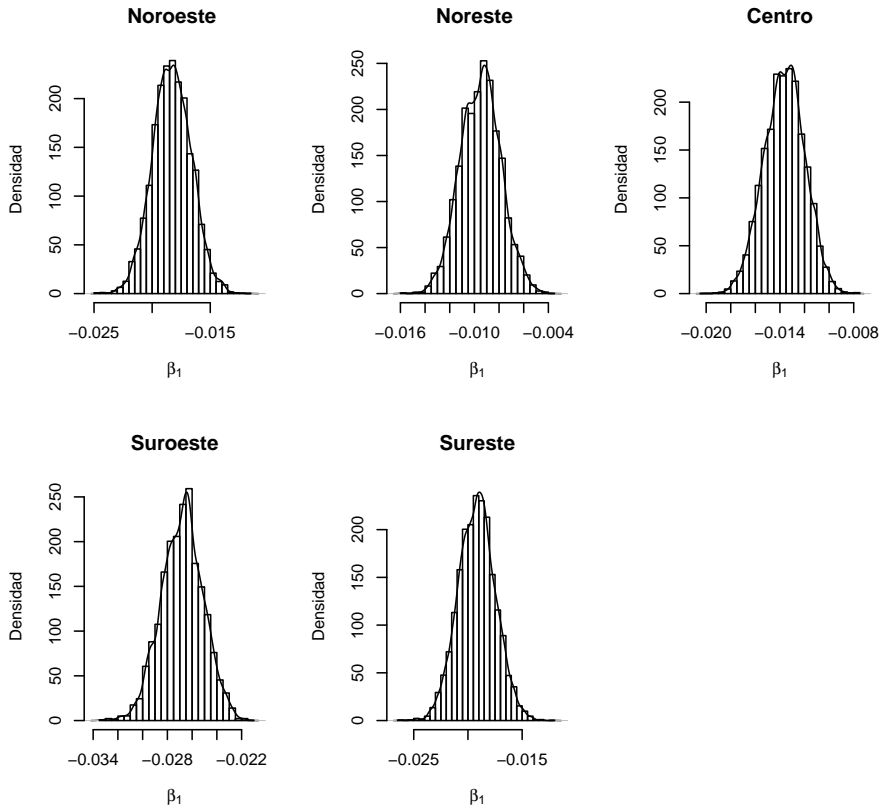 Noroeste
Densidad
0 50 100 150 200
−0.025 −0.015
β1
Noreste
Densidad
0 50 100 150 200 250
−0.016 −0.010 −0.004
β1
Centro
Densidad
0 50 100 150 200
−0.020 −0.014 −0.008
β1
Suroeste
Densidad
0 50 100 150 200 250
−0.034 −0.028 −0.022
β1
Sureste
Densidad
0 50 100 150 200
−0.025 −0.015
β1